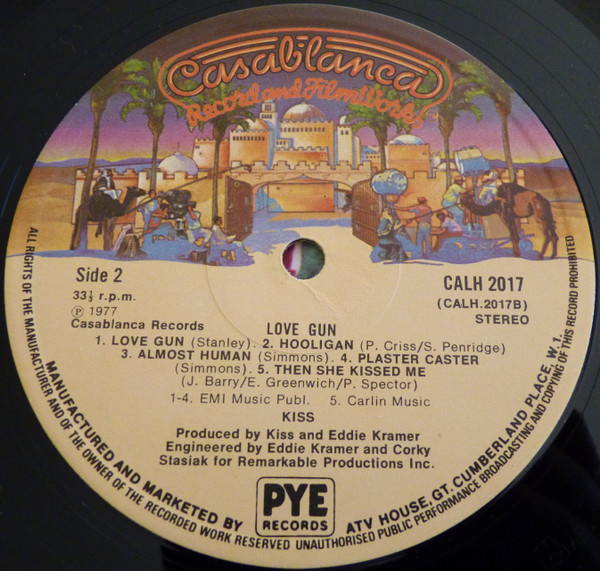 Casablanca
Record and FilmWorks
Side 2
33⅓ r.p.m.
Ⓟ 1977
Casablanca Records
CALH 2017
(CALH.2017B)
STEREO
LOVE GUN
1. LOVE GUN (Stanley). 2. HOOLIGAN (P. Criss/S. Penridge)
3. ALMOST HUMAN (Simmons) 4. PLASTER CASTER
(Simmons). 5. THEN SHE KISSED ME
(J. Barry/E. Greenwich/P. Spector)
1-4. EMI Music Publ. 5. Carlin Music
KISS
Produced by Kiss and Eddie Kramer
Engineered by Eddie Kramer and Corky
Stasiak for Remarkable Productions Inc.
PYE
RECORDS
MANUFACTURED AND MARKETED BY
ATV HOUSE, GT. CUMBERLAND PLACE, W.1.
ALL RIGHTS OF THE MANUFACTURER AND OF THE OWNER OF THE RECORDED WORK RESERVED UNAUTHORISED PUBLIC PERFORMANCE BROADCASTING AND COPYING OF THIS RECORD PROHIBITED